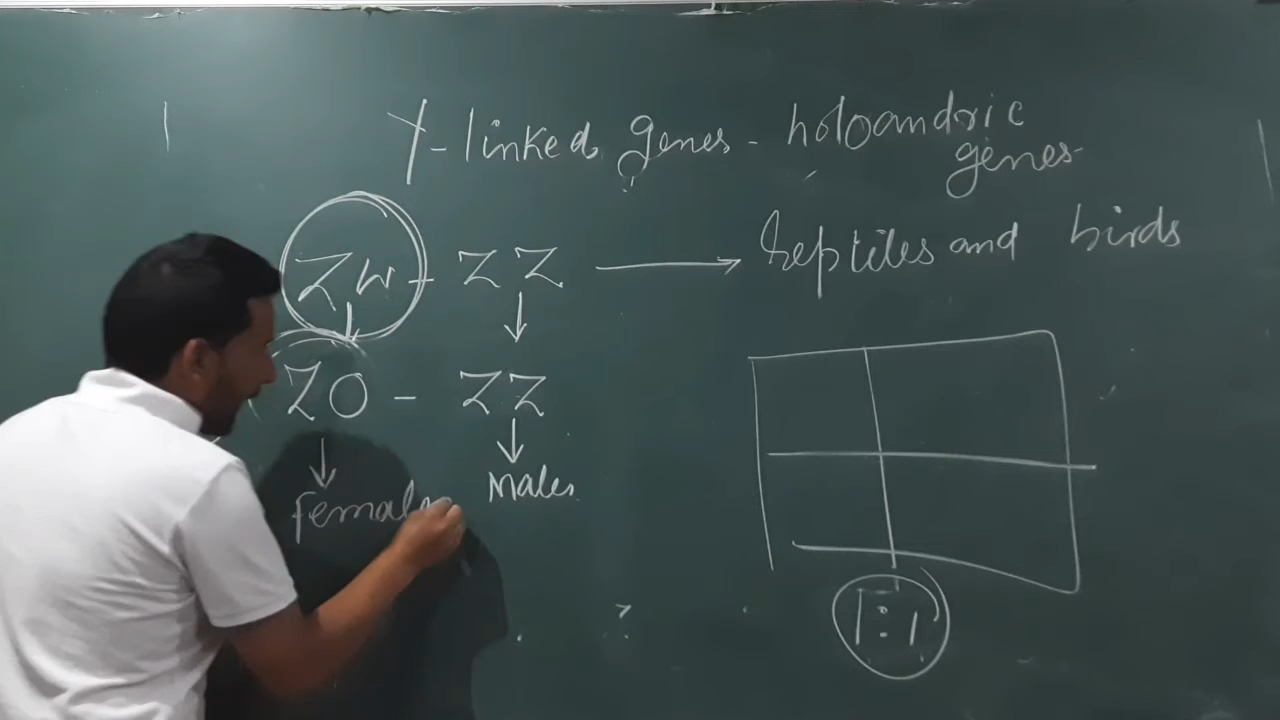 Y-linked genes - holoandric genes
ZW - ZZ → Reptiles and birds
ZO - ZZ
females
Males
1:1